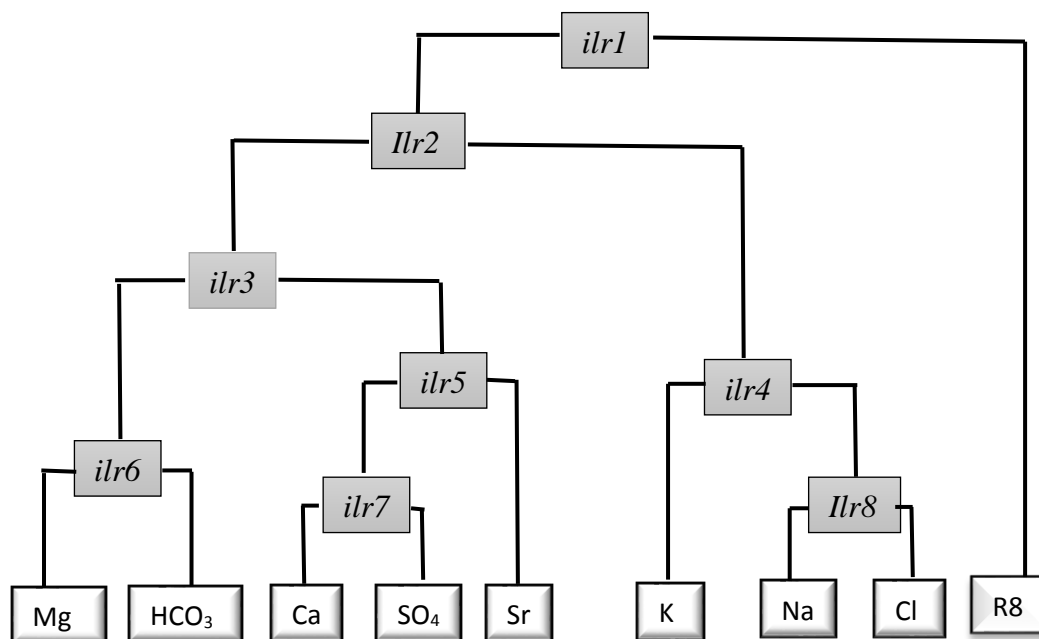 ilr1
Ilr2
ilr3
ilr5
ilr4
ilr6
ilr7
Ilr8
Mg
HCO₃
Ca
SO₄
Sr
K
Na
Cl
R8